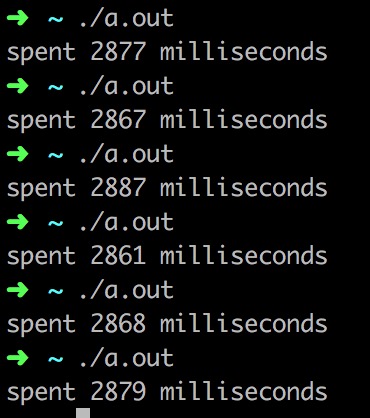 ➜ ~ ./a.out
spent 2877 milliseconds
➜ ~ ./a.out
spent 2867 milliseconds
➜ ~ ./a.out
spent 2887 milliseconds
➜ ~ ./a.out
spent 2861 milliseconds
➜ ~ ./a.out
spent 2868 milliseconds
➜ ~ ./a.out
spent 2879 milliseconds